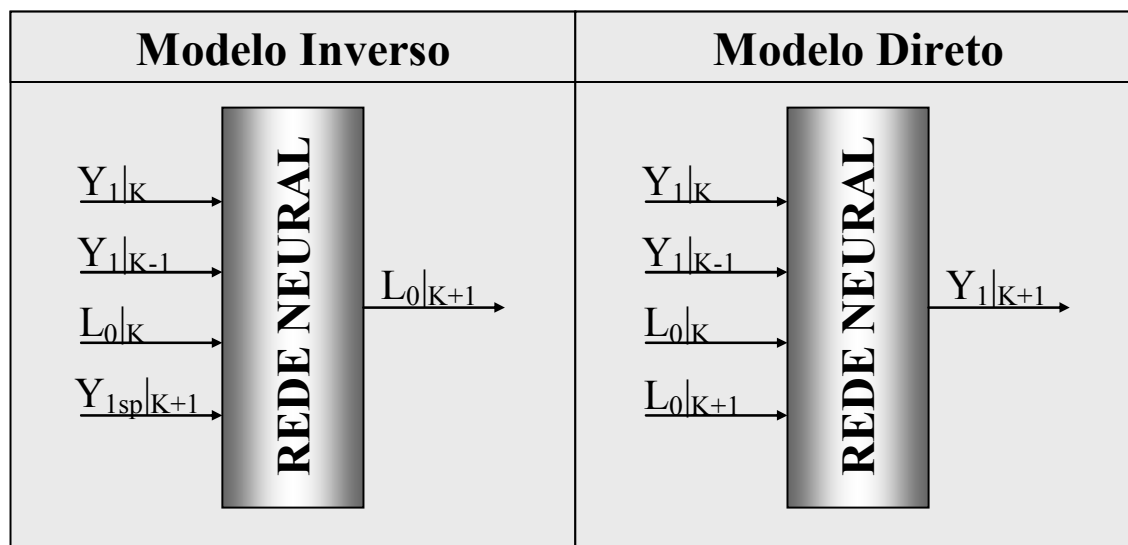 Modelo Inverso
Y1|K
Y1|K-1
L0|K
Y1sp|K+1
REDE NEURAL
L0|K+1
Modelo Direto
Y1|K
Y1|K-1
L0|K
L0|K+1
REDE NEURAL
Y1|K+1